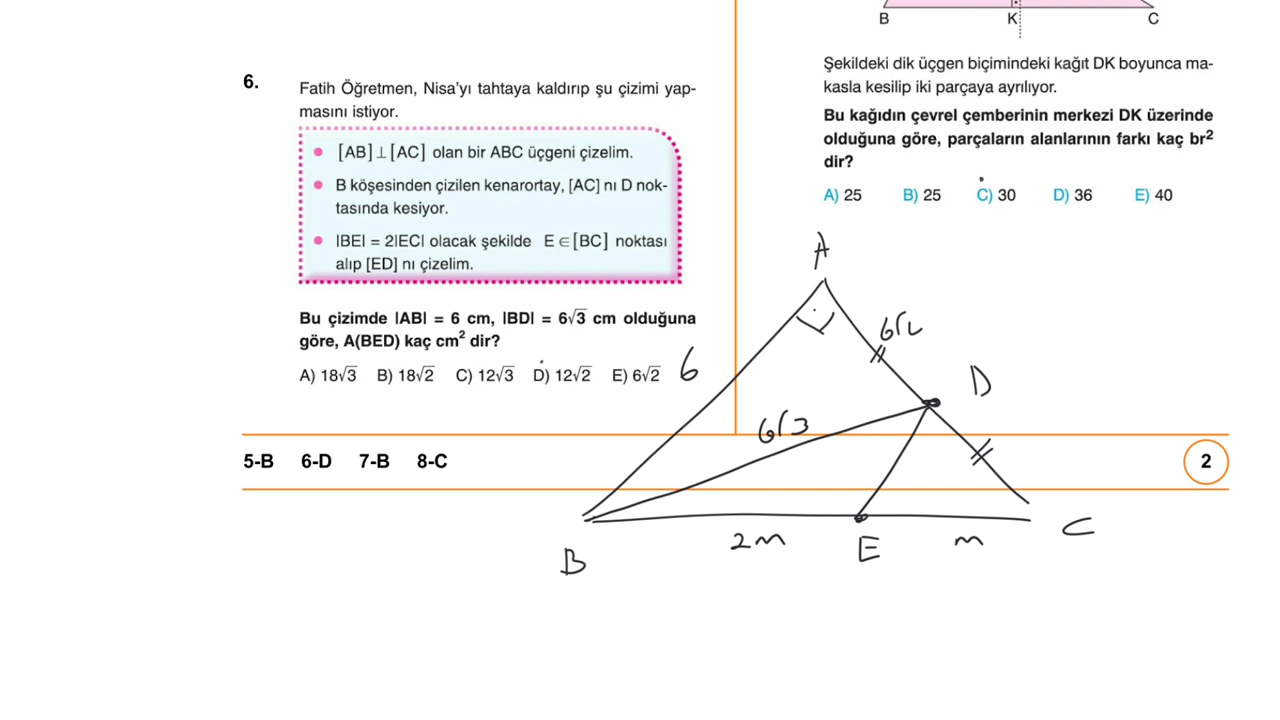 6.
Fatih Öğretmen, Nisa'yı tahtaya kaldırıp şu çizimi yap-
masını istiyor.
• [AB]⊥[AC] olan bir ABC üçgeni çizelim.
• B köşesinden çizilen kenarortay, [AC] nı D nok-
tasında kesiyor.
• |BE| = 2|EC| olacak şekilde E∈[BC] noktası
alıp [ED] nı çizelim.
Bu çizimde |AB| = 6 cm, |BD| = 6√3 cm olduğuna
göre, A(BED) kaç cm² dir?
A) 18√3 B) 18√2 C) 12√3 D) 12√2 E) 6√2
B K C
Şekildeki dik üçgen biçimindeki kağıt DK boyunca ma-
kasla kesilip iki parçaya ayrılıyor.
Bu kağıdın çevrel çemberinin merkezi DK üzerinde
olduğuna göre, parçaların alanlarının farkı kaç br²
dir?
A) 25 B) 25 C) 30 D) 36 E) 40
A
6√2
6
D
6√3
B 2m E m C
5-B 6-D 7-B 8-C
2